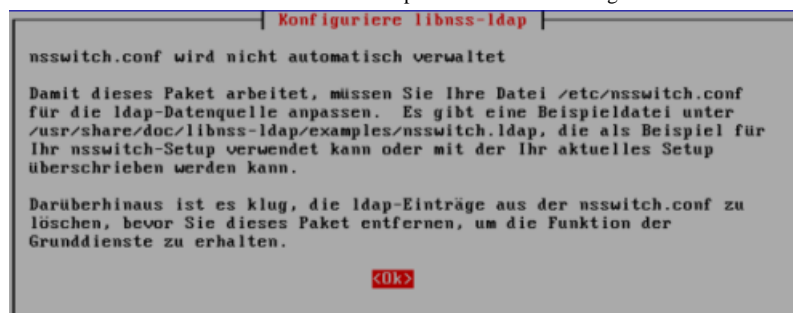 Konfiguriere libnss-ldap
nsswitch.conf wird nicht automatisch verwaltet
Damit dieses Paket arbeitet, müssen Sie Ihre Datei /etc/nsswitch.conf
für die ldap-Datenquelle anpassen. Es gibt eine Beispieldatei unter
/usr/share/doc/libnss-ldap/examples/nsswitch.ldap, die als Beispiel für
Ihr nsswitch-Setup verwendet kann oder mit der Ihr aktuelles Setup
überschrieben werden kann.
Darüberhinaus ist es klug, die ldap-Einträge aus der nsswitch.conf zu
löschen, bevor Sie dieses Paket entfernen, um die Funktion der
Grunddienste zu erhalten.
<Ok>